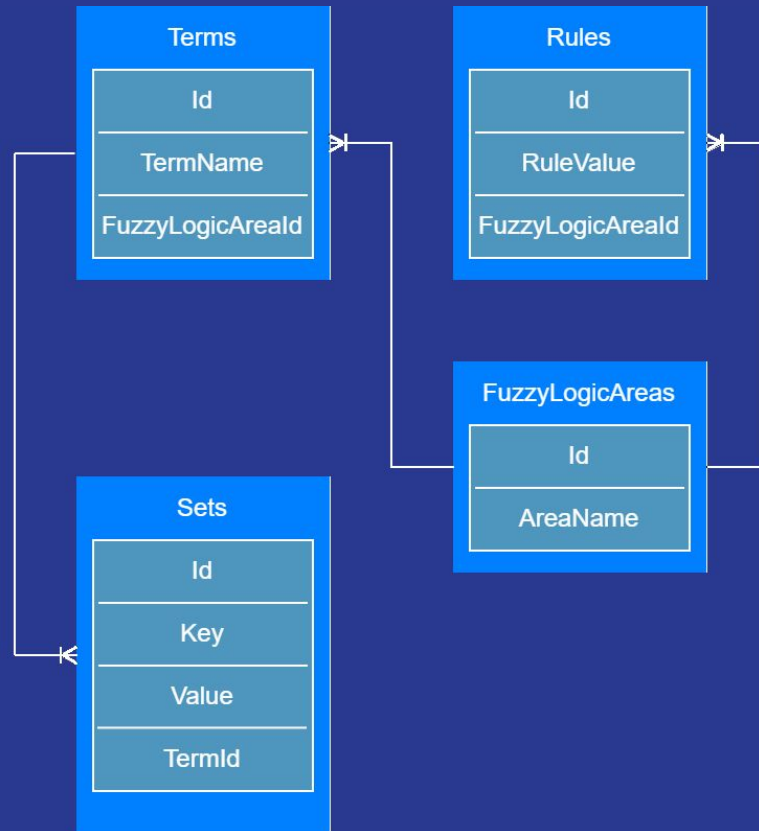 Terms
Id
TermName
FuzzyLogicAreaId
Rules
Id
RuleValue
FuzzyLogicAreaId
FuzzyLogicAreas
Id
AreaName
Sets
Id
Key
Value
TermId